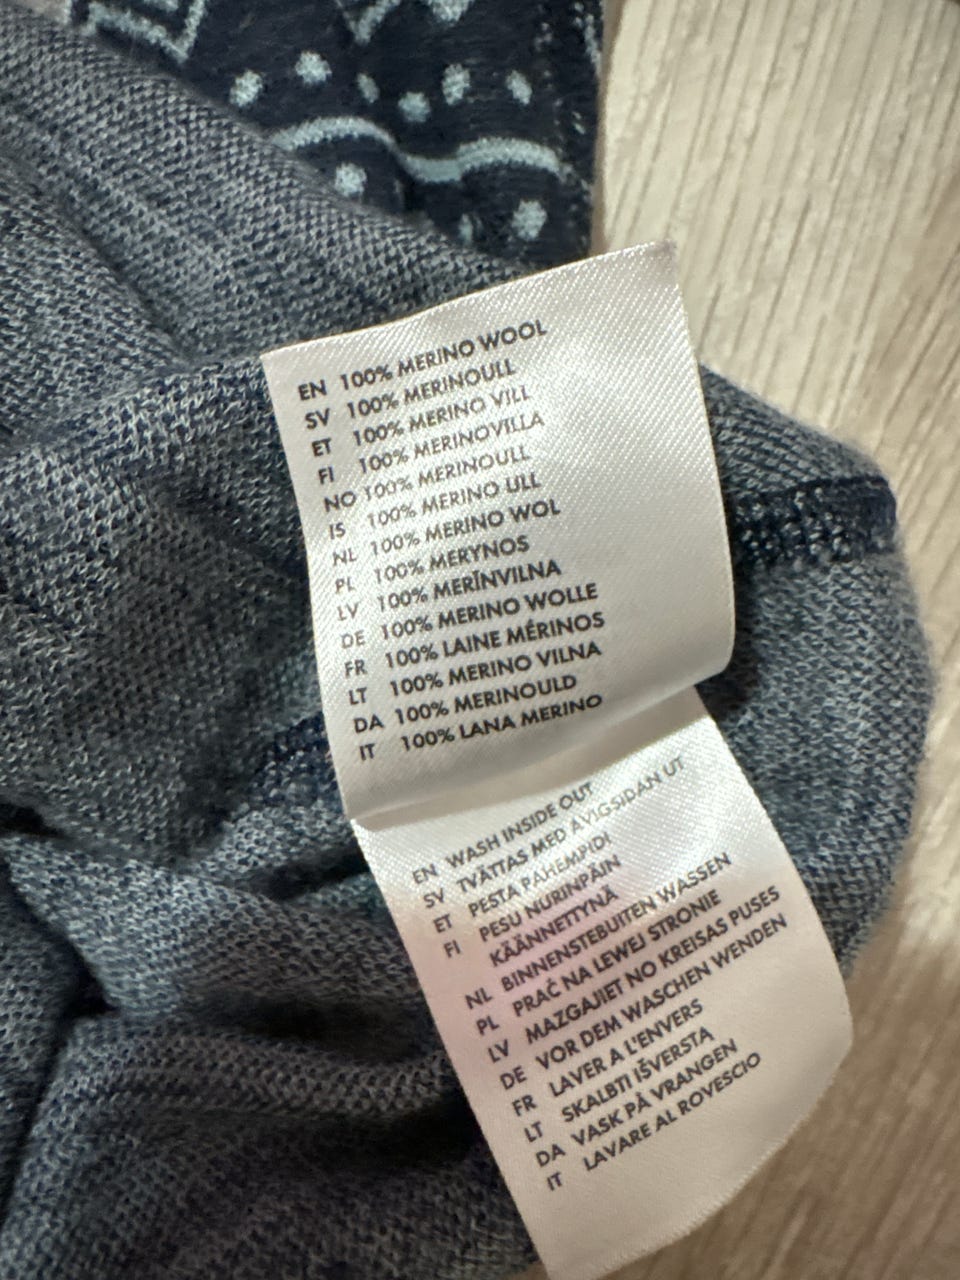 EN 100% MERINO WOOL
SV 100% MERINOULL
ET 100% MERINO VILL
FI 100% MERINOVILLA
NO 100% MERINOULL
IS 100% MERINO ULL
NL 100% MERINO WOL
PL 100% MERYNOS
LV 100% MERĪNVILNA
DE 100% MERINO WOLLE
FR 100% LAINE MÉRINOS
LT 100% MERINO VILNA
DA 100% MERINOULD
IT 100% LANA MERINO
EN WASH INSIDE OUT
SV TVÄTTAS MED AVIGSIDAN UT
ET PESTA PAHEMPIDI
FI PESU NURINPÄIN
KÄÄNNETTYNÄ
NL BINNENSTEBUITEN WASSEN
PL PRAĆ NA LEWEJ STRONIE
LV MAZGAJIET NO KREISAS PUSES
DE VOR DEM WASCHEN WENDEN
FR LAVER A L'ENVERS
LT SKALBTI IŠVERSTA
DA VASK PÅ VRANGEN
IT LAVARE AL ROVESCIO